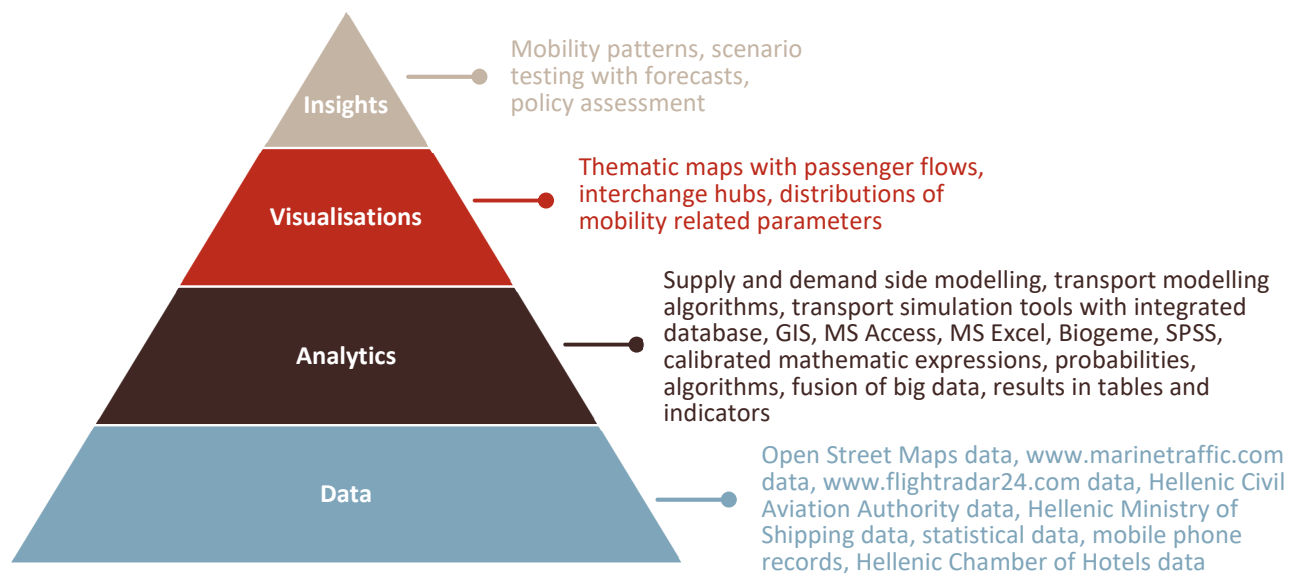 Insights
Mobility patterns, scenario
testing with forecasts,
policy assessment
Visualisations
Thematic maps with passenger flows,
interchange hubs, distributions of
mobility related parameters
Analytics
Supply and demand side modelling, transport modelling
algorithms, transport simulation tools with integrated
database, GIS, MS Access, MS Excel, Biogeme, SPSS,
calibrated mathematic expressions, probabilities,
algorithms, fusion of big data, results in tables and
indicators
Data
Open Street Maps data, www.marinetraffic.com
data, www.flightradar24.com data, Hellenic Civil
Aviation Authority data, Hellenic Ministry of
Shipping data, statistical data, mobile phone
records, Hellenic Chamber of Hotels data